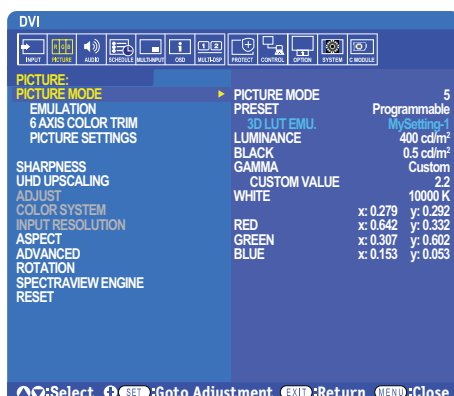 DVI
INPUT PICTURE AUDIO SCHEDULE MULTI-INPUT OSD MULTI-DSP PROTECT CONTROL OPTION SYSTEM C MODULE
R G B
1 2
PICTURE:
PICTURE MODE
EMULATION
6 AXIS COLOR TRIM
PICTURE SETTINGS
SHARPNESS
UHD UPSCALING
ADJUST
COLOR SYSTEM
INPUT RESOLUTION
ASPECT
ADVANCED
ROTATION
SPECTRAVIEW ENGINE
RESET
PICTURE MODE 5
PRESET Programmable
3D LUT EMU. MySetting-1
LUMINANCE 400 cd/m²
BLACK 0.5 cd/m²
GAMMA Custom
CUSTOM VALUE 2.2
WHITE 10000 K
x: 0.279 y: 0.292
RED x: 0.642 y: 0.332
GREEN x: 0.307 y: 0.602
BLUE x: 0.153 y: 0.053
:Select SET :Goto Adjustment EXIT :Return MENU :Close